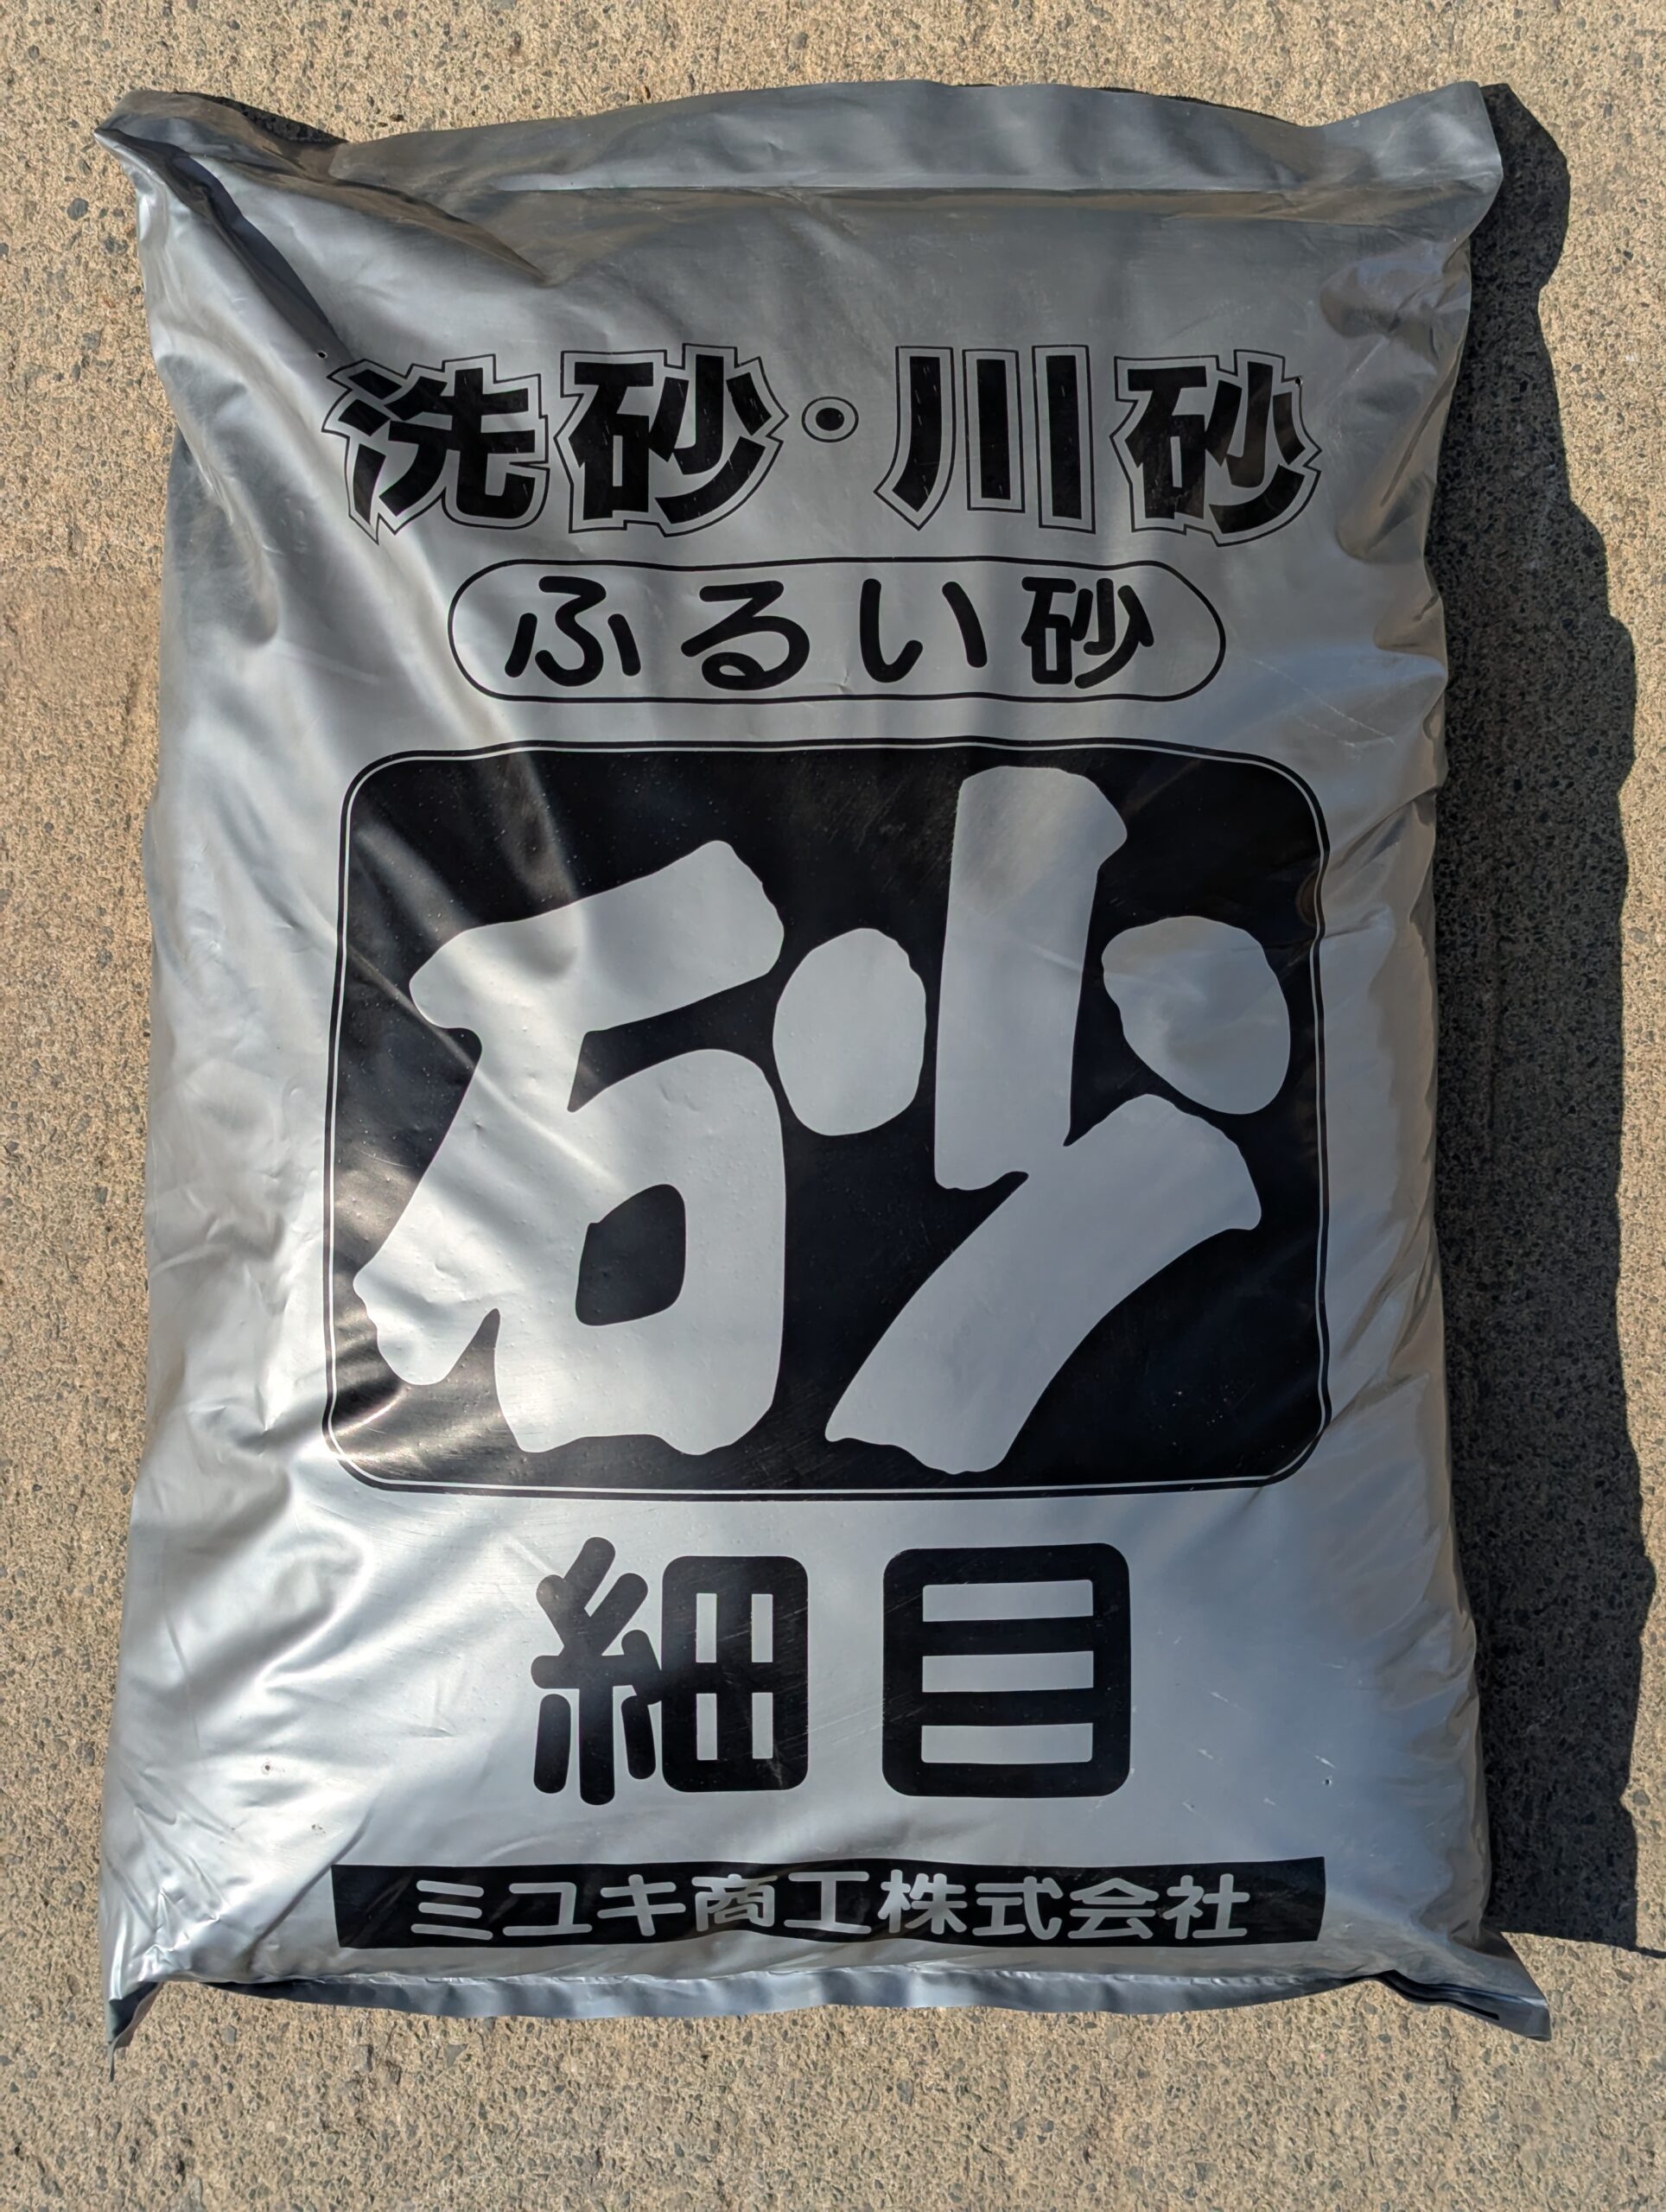 洗砂・川砂
ふるい砂
砂
細目
ミユキ商工株式会社